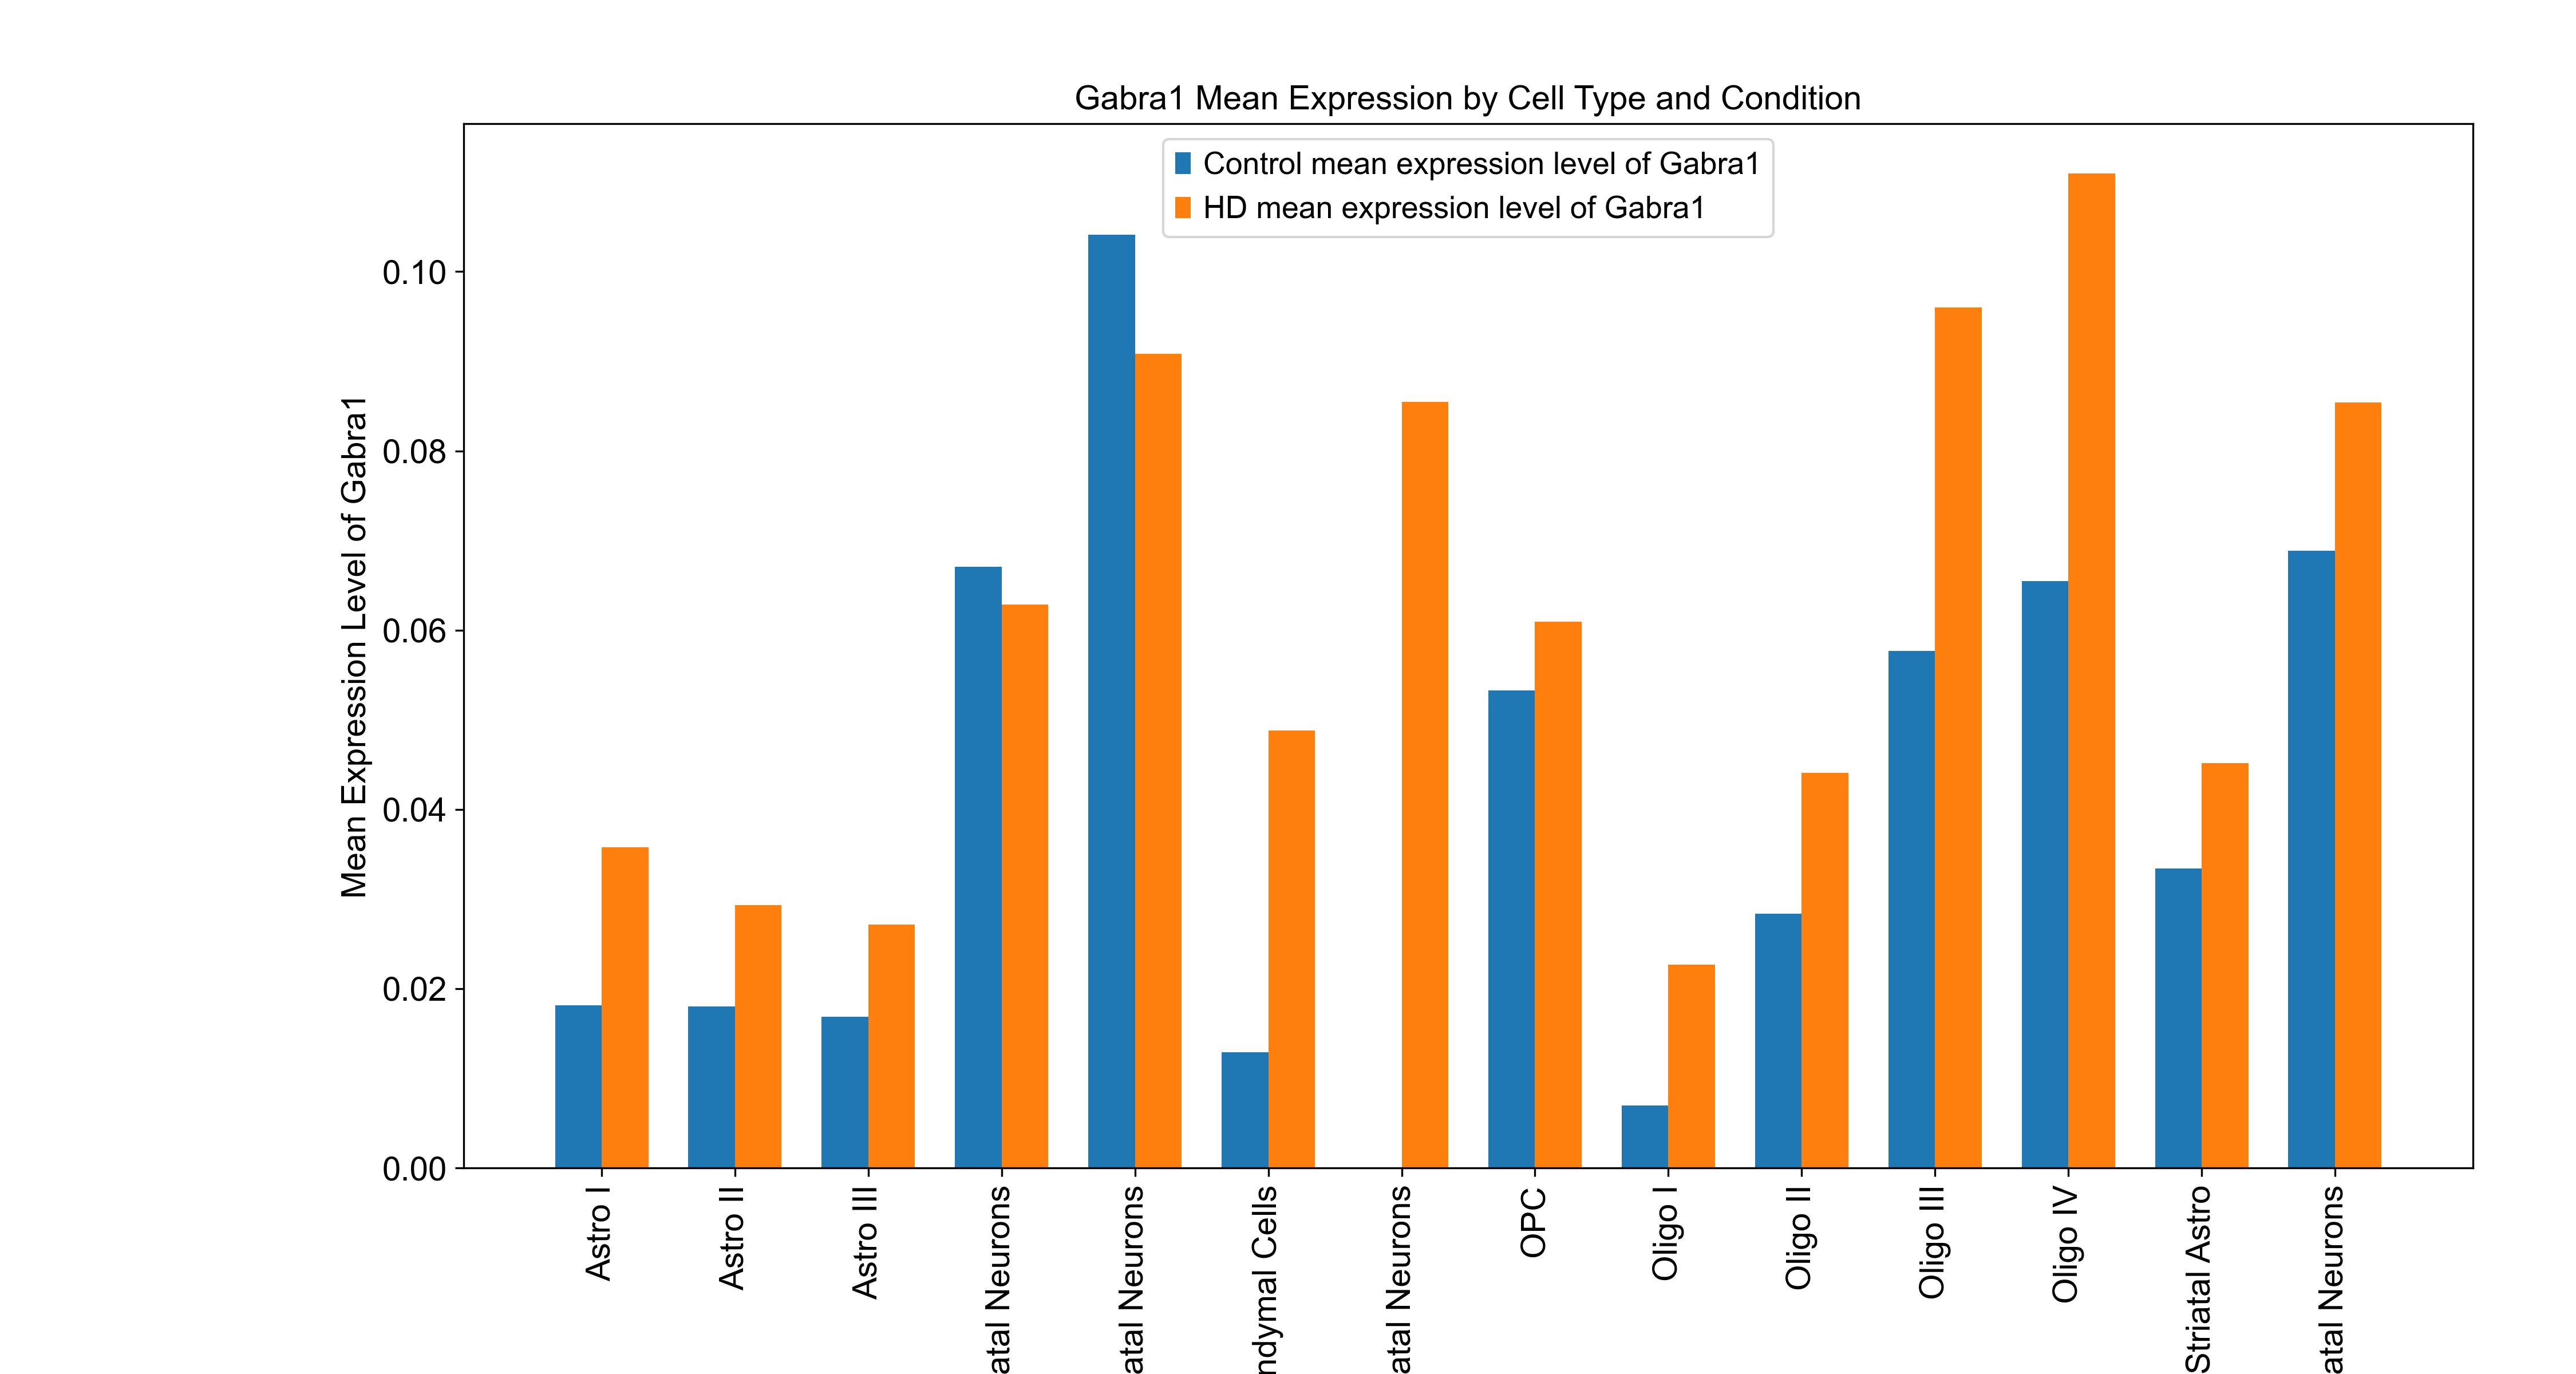 Gabra1 Mean Expression by Cell Type and Condition
Control mean expression level of Gabra1
HD mean expression level of Gabra1
Mean Expression Level of Gabra1
0.10
0.08
0.06
0.04
0.02
0.00
Astro I
Astro II
Astro III
atal Neurons
atal Neurons
ndymal Cells
atal Neurons
OPC
Oligo I
Oligo II
Oligo III
Oligo IV
Striatal Astro
atal Neurons